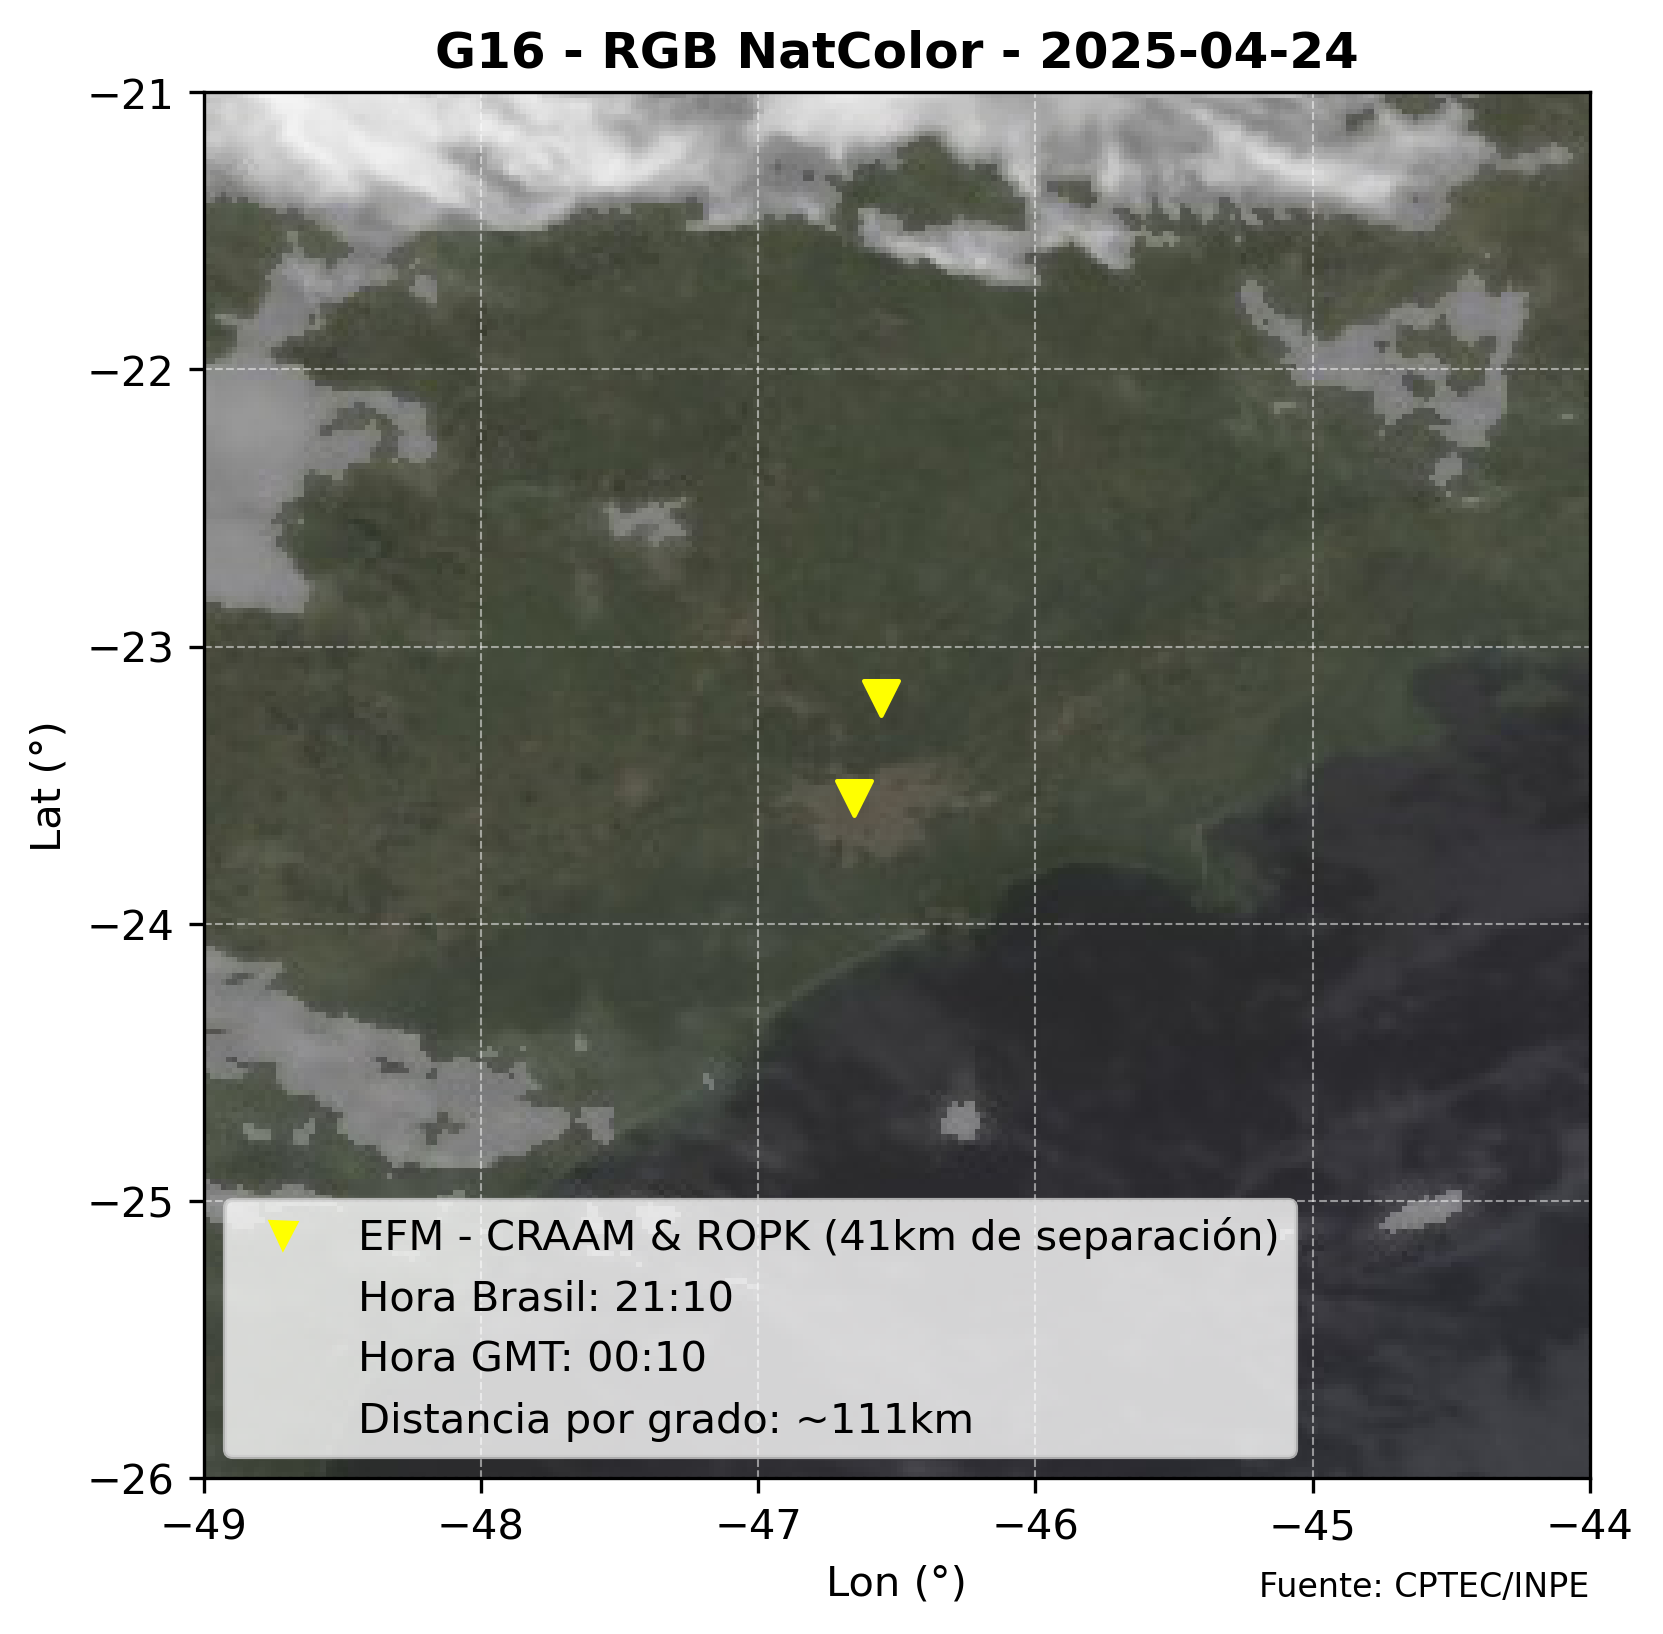 G16 - RGB NatColor - 2025-04-24
−21
−22
−23
−24
−25
−26
Lat (°)
EFM - CRAAM & ROPK (41km de separación)
Hora Brasil: 21:10
Hora GMT: 00:10
Distancia por grado: ~111km
−49 −48 −47 −46 −45 −44
Lon (°)
Fuente: CPTEC/INPE